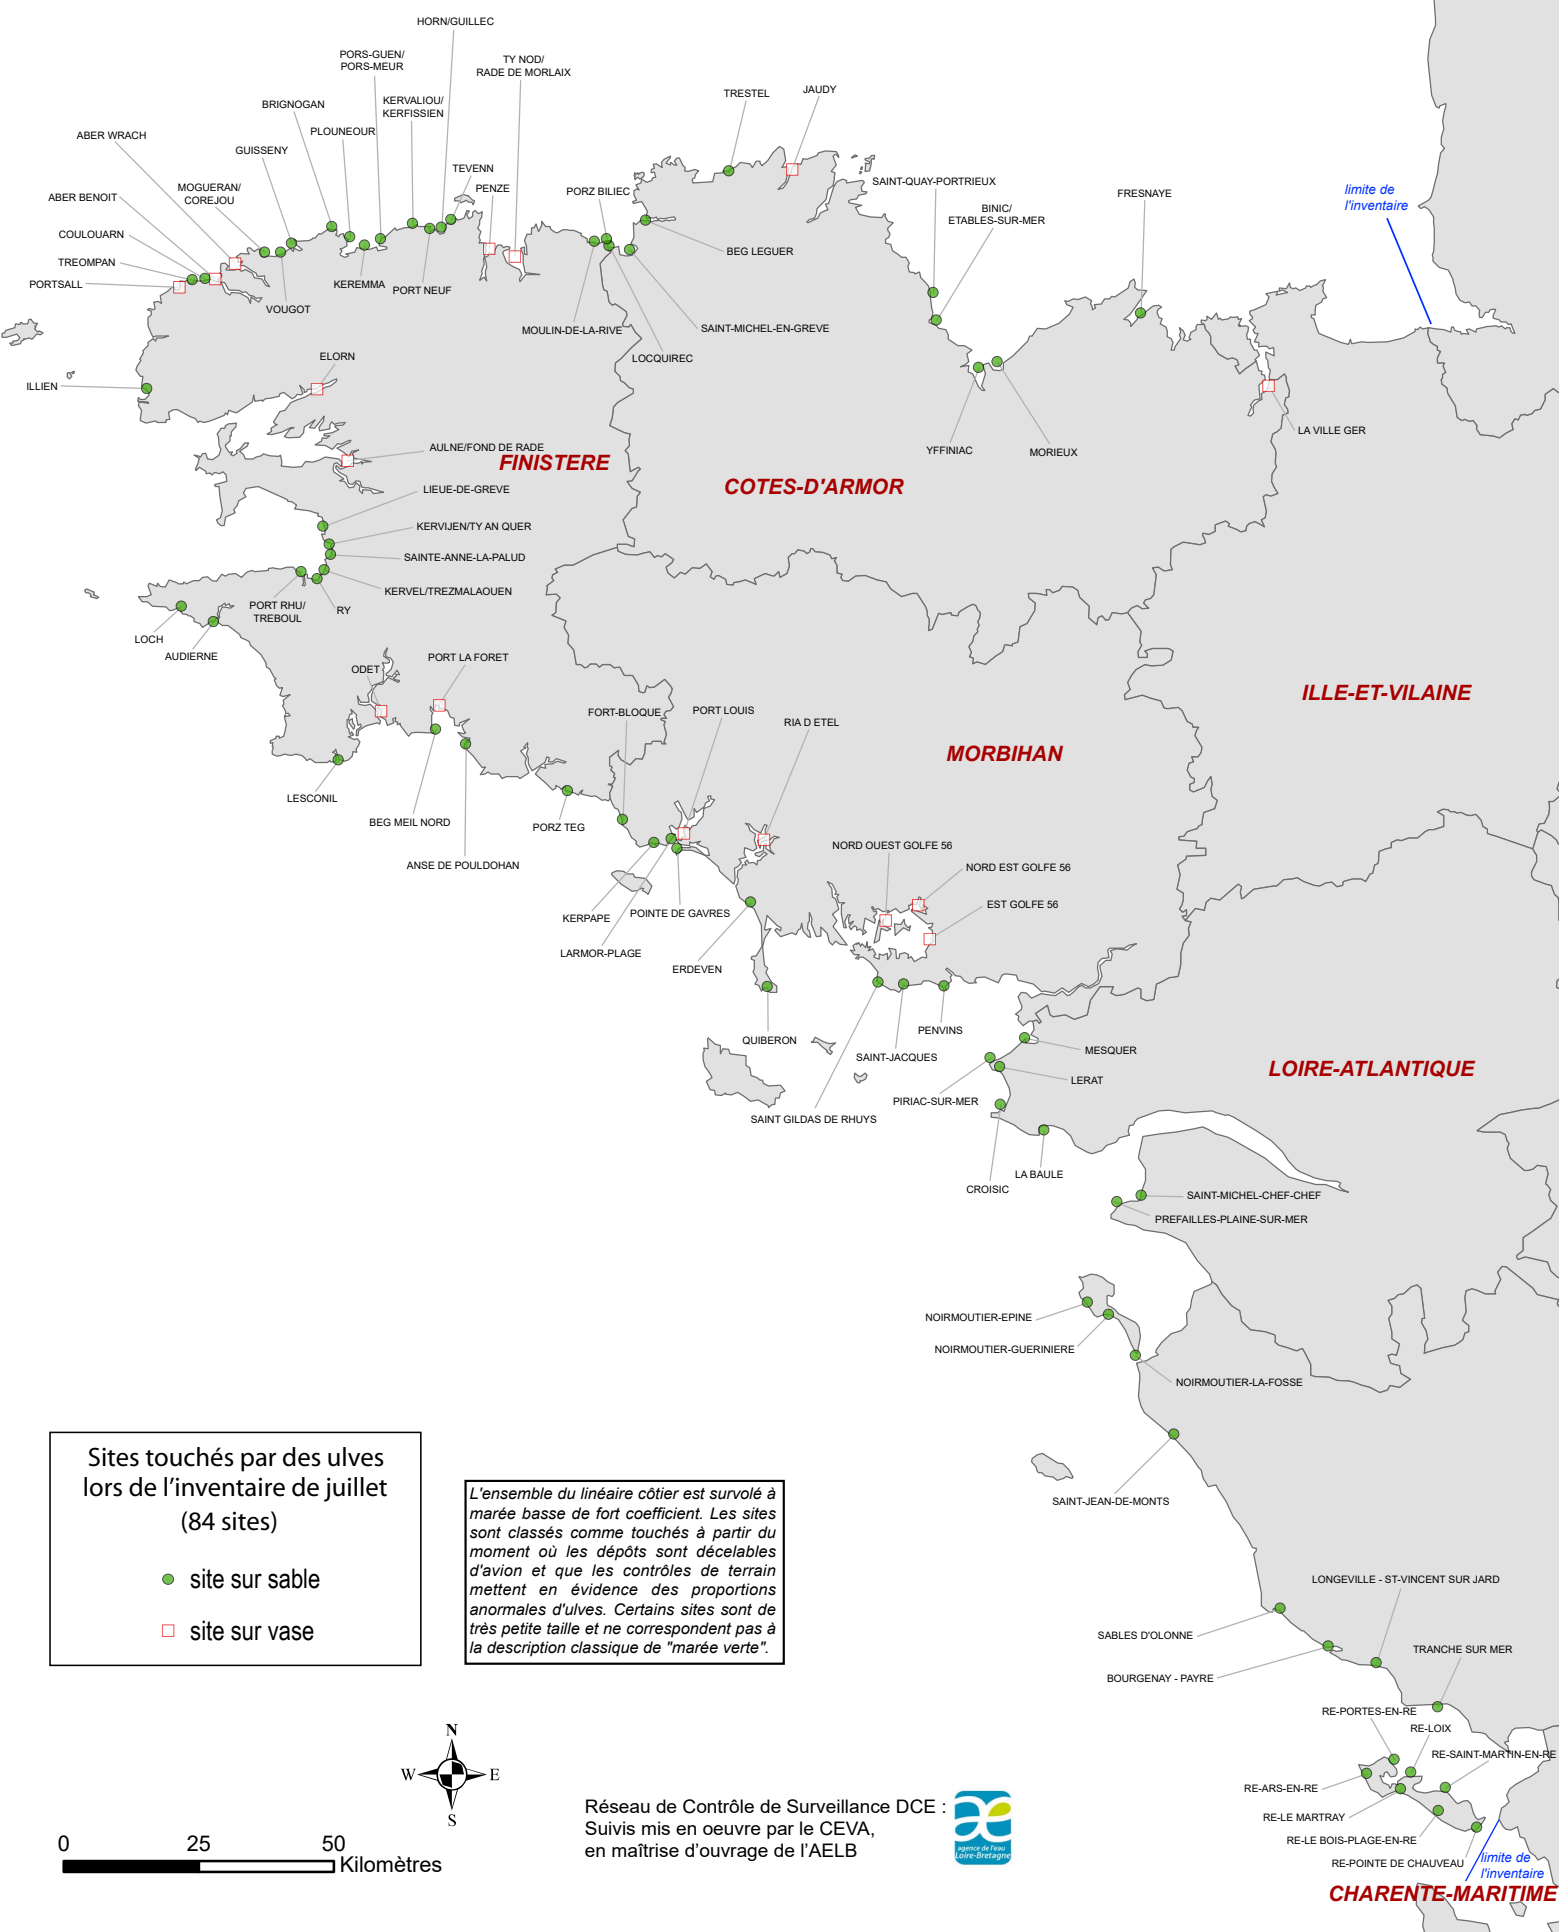 HORN/GUILLEC
PORS-GUEN/
PORS-MEUR
TY NOD/
RADE DE MORLAIX
KERVALIOU/
KERFISSIEN
BRIGNOGAN
PLOUNEOUR
ABER WRACH
GUISSENY
TEVENN
PENZE
MOGUERAN/
COREJOU
ABER BENOIT
COULOUARN
TREOMPAN
PORTSALL
VOUGOT
KEREMMA
PORT NEUF
PORZ BILIEC
TRESTEL
JAUDY
SAINT-QUAY-PORTRIEUX
BINIC/
ETABLES-SUR-MER
FRESNAYE
limite de
l'inventaire
BEG LEGUER
MOULIN-DE-LA-RIVE
SAINT-MICHEL-EN-GREVE
LOCQUIREC
ILLIEN
ELORN
AULNE/FOND DE RADE
FINISTERE
COTES-D'ARMOR
YFFINIAC
MORIEUX
LA VILLE GER
LIEUE-DE-GREVE
KERVIJEN/TY AN QUER
SAINTE-ANNE-LA-PALUD
KERVEL/TREZMALAOUEN
PORT RHU/
TREBOUL
RY
LOCH
AUDIERNE
ODET
PORT LA FORET
FORT-BLOQUE
PORT LOUIS
RIA D ETEL
MORBIHAN
ILLE-ET-VILAINE
LESCONIL
BEG MEIL NORD
ANSE DE POULDOHAN
PORZ TEG
NORD OUEST GOLFE 56
NORD EST GOLFE 56
EST GOLFE 56
KERPAPE
POINTE DE GAVRES
LARMOR-PLAGE
ERDEVEN
QUIBERON
PENVINS
SAINT-JACQUES
SAINT GILDAS DE RHUYS
MESQUER
LERAT
PIRIAC-SUR-MER
LOIRE-ATLANTIQUE
CROISIC
LA BAULE
SAINT-MICHEL-CHEF-CHEF
PREFAILLES-PLAINE-SUR-MER
NOIRMOUTIER-EPINE
NOIRMOUTIER-GUERINIERE
NOIRMOUTIER-LA-FOSSE
SAINT-JEAN-DE-MONTS
LONGEVILLE - ST-VINCENT SUR JARD
SABLES D'OLONNE
BOURGENAY - PAYRE
TRANCHE SUR MER
RE-PORTES-EN-RE
RE-LOIX
RE-SAINT-MARTIN-EN-RE
RE-ARS-EN-RE
RE-LE MARTRAY
RE-LE BOIS-PLAGE-EN-RE
RE-POINTE DE CHAUVEAU
limite de
l'inventaire
CHARENTE-MARITIME
Sites touchés par des ulves
lors de l'inventaire de juillet
(84 sites)
site sur sable
site sur vase
L'ensemble du linéaire côtier est survolé à
marée basse de fort coefficient. Les sites
sont classés comme touchés à partir du
moment où les dépôts sont décelables
d'avion et que les contrôles de terrain
mettent en évidence des proportions
anormales d'ulves. Certains sites sont de
très petite taille et ne correspondent pas à
la description classique de "marée verte".
N
W E
S
0 25 50
Kilomètres
Réseau de Contrôle de Surveillance DCE :
Suivis mis en oeuvre par le CEVA,
en maîtrise d'ouvrage de l'AELB
agence de l'eau
Loire-Bretagne